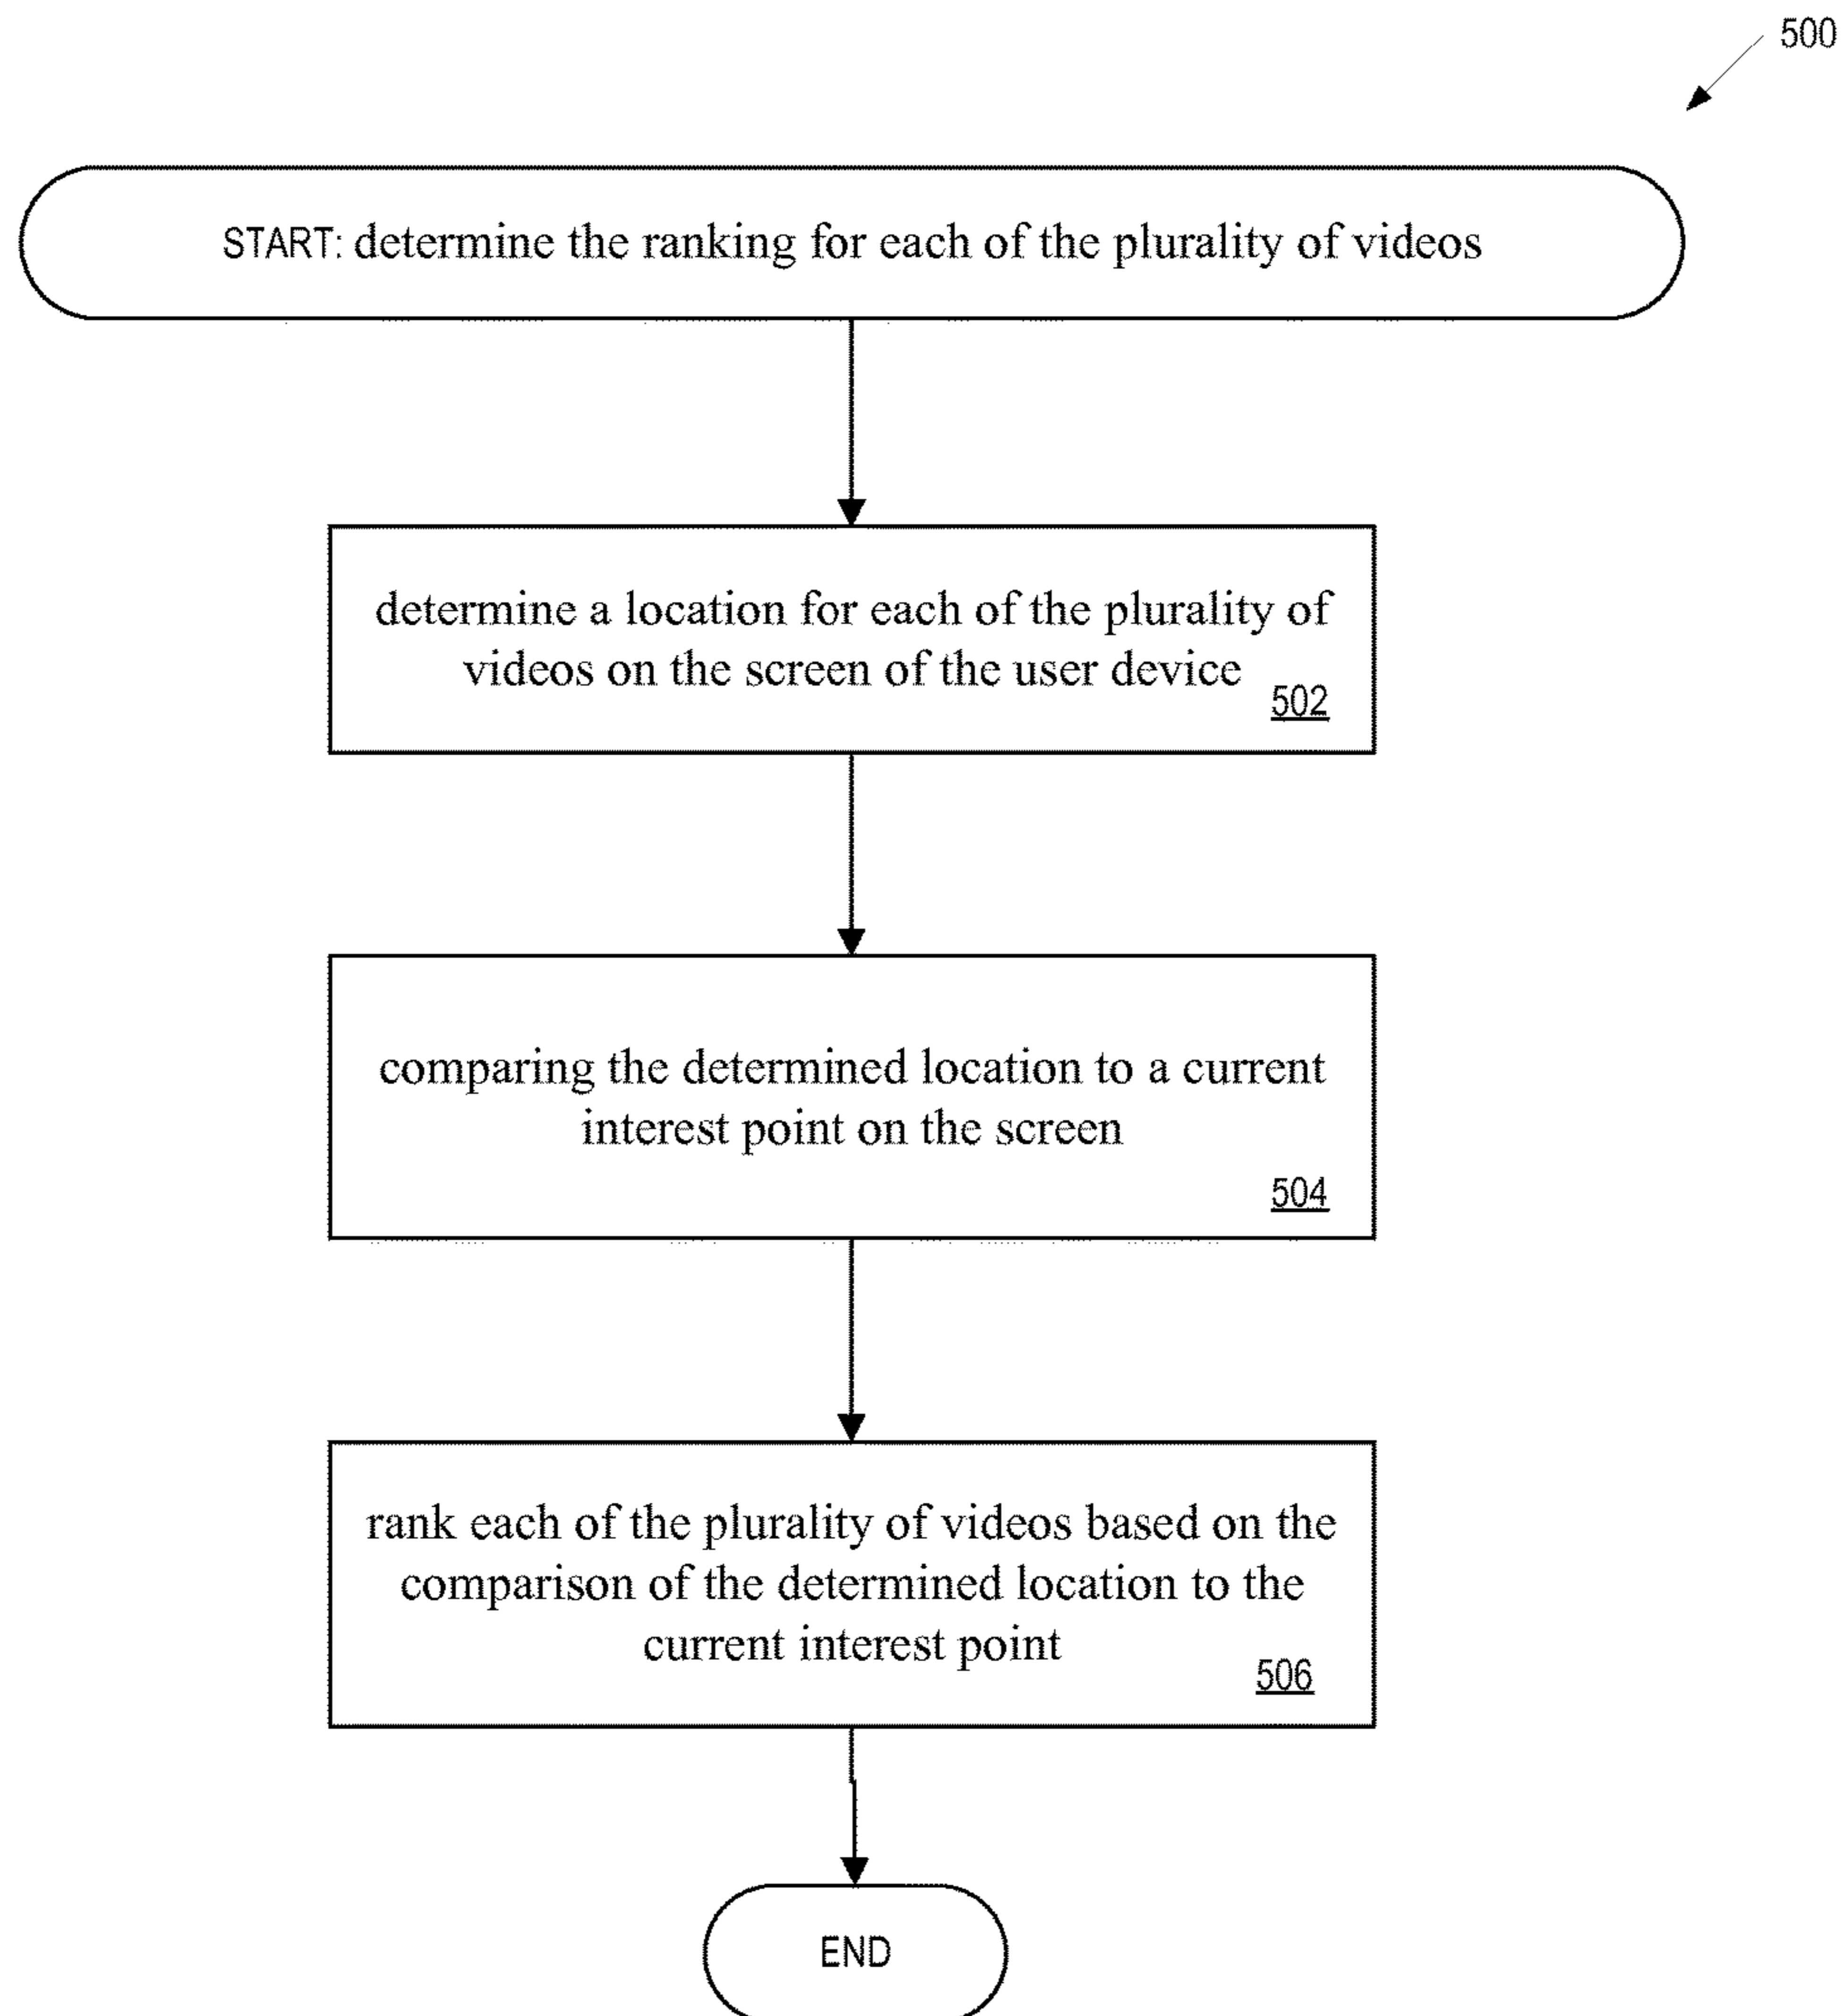 500
START: determine the ranking for each of the plurality of videos
determine a location for each of the plurality of
videos on the screen of the user device
502
comparing the determined location to a current
interest point on the screen
504
rank each of the plurality of videos based on the
comparison of the determined location to the
current interest point
506
END